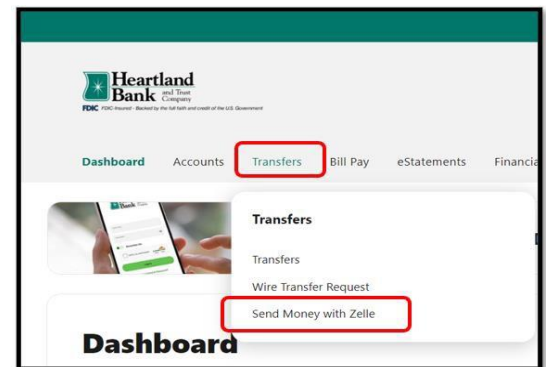 Heartland
Bank and Trust Company
FDIC FDIC-Insured - Backed by the full faith and credit of the U.S. Government
Dashboard Accounts Transfers Bill Pay eStatements Financia
Transfers
Transfers
Wire Transfer Request
Send Money with Zelle
Dashboard